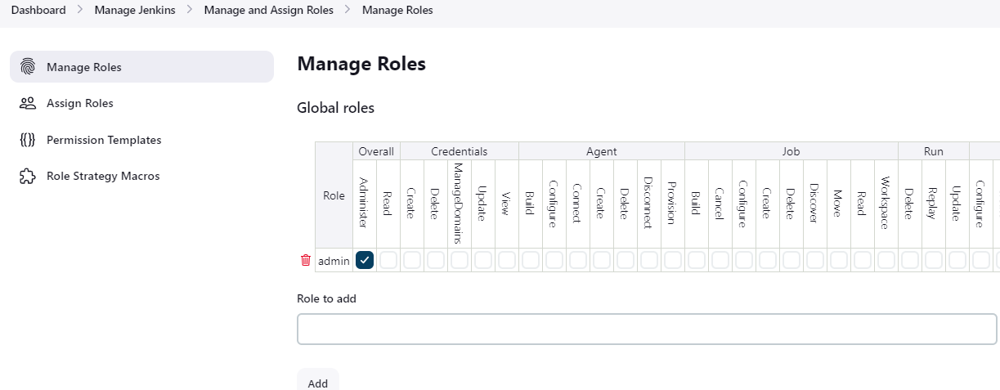 Dashboard > Manage Jenkins > Manage and Assign Roles > Manage Roles
Manage Roles
Assign Roles
Permission Templates
Role Strategy Macros
Manage Roles
Global roles
Overall Credentials Agent Job Run
Role Administer Read Create Delete ManageDomains Update View Build Configure Connect Create Delete Disconnect Provision Build Cancel Configure Create Delete Discover Move Read Workspace Delete Replay Update Configure
admin
Role to add
Add